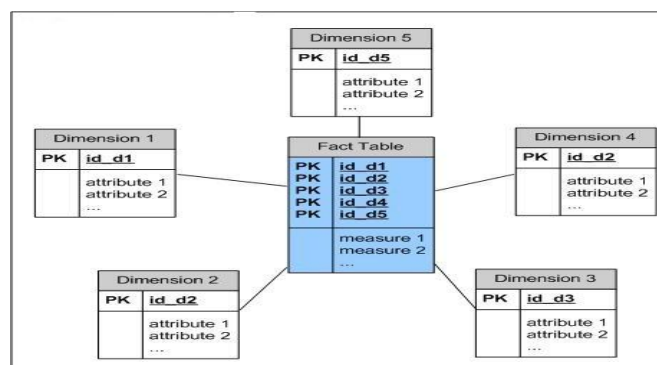 Dimension 5
PK id_d5
attribute 1
attribute 2
...
Dimension 1
PK id_d1
attribute 1
attribute 2
...
Fact Table
PK id_d1
PK id_d2
PK id_d3
PK id_d4
PK id_d5
measure 1
measure 2
...
Dimension 4
PK id_d2
attribute 1
attribute 2
...
Dimension 2
PK id_d2
attribute 1
attribute 2
...
Dimension 3
PK id_d3
attribute 1
attribute 2
...